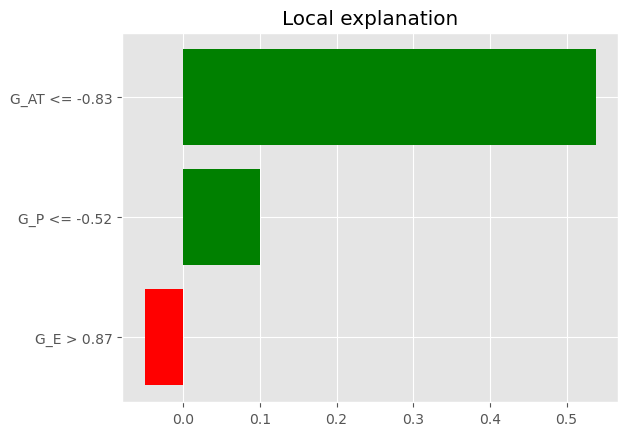 Local explanation
G_AT <= -0.83
G_P <= -0.52
G_E > 0.87
0.0 0.1 0.2 0.3 0.4 0.5